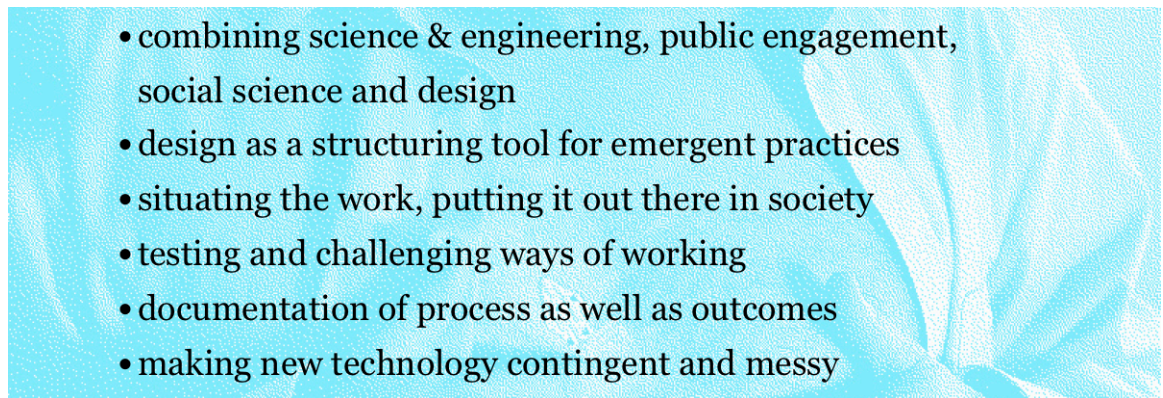 • combining science & engineering, public engagement,
social science and design
• design as a structuring tool for emergent practices
• situating the work, putting it out there in society
• testing and challenging ways of working
• documentation of process as well as outcomes
• making new technology contingent and messy